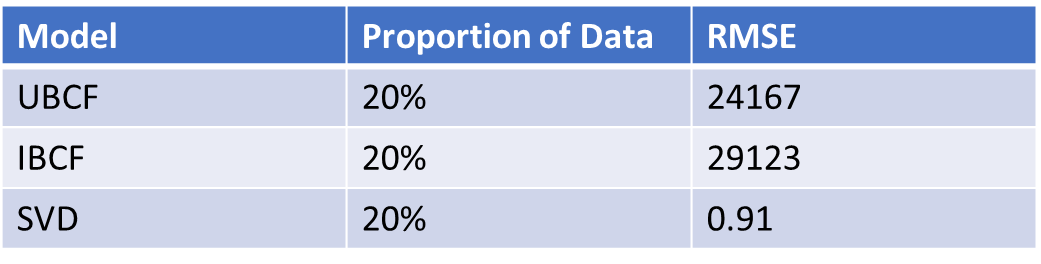 Model Proportion of Data RMSE
UBCF 20% 24167
IBCF 20% 29123
SVD 20% 0.91